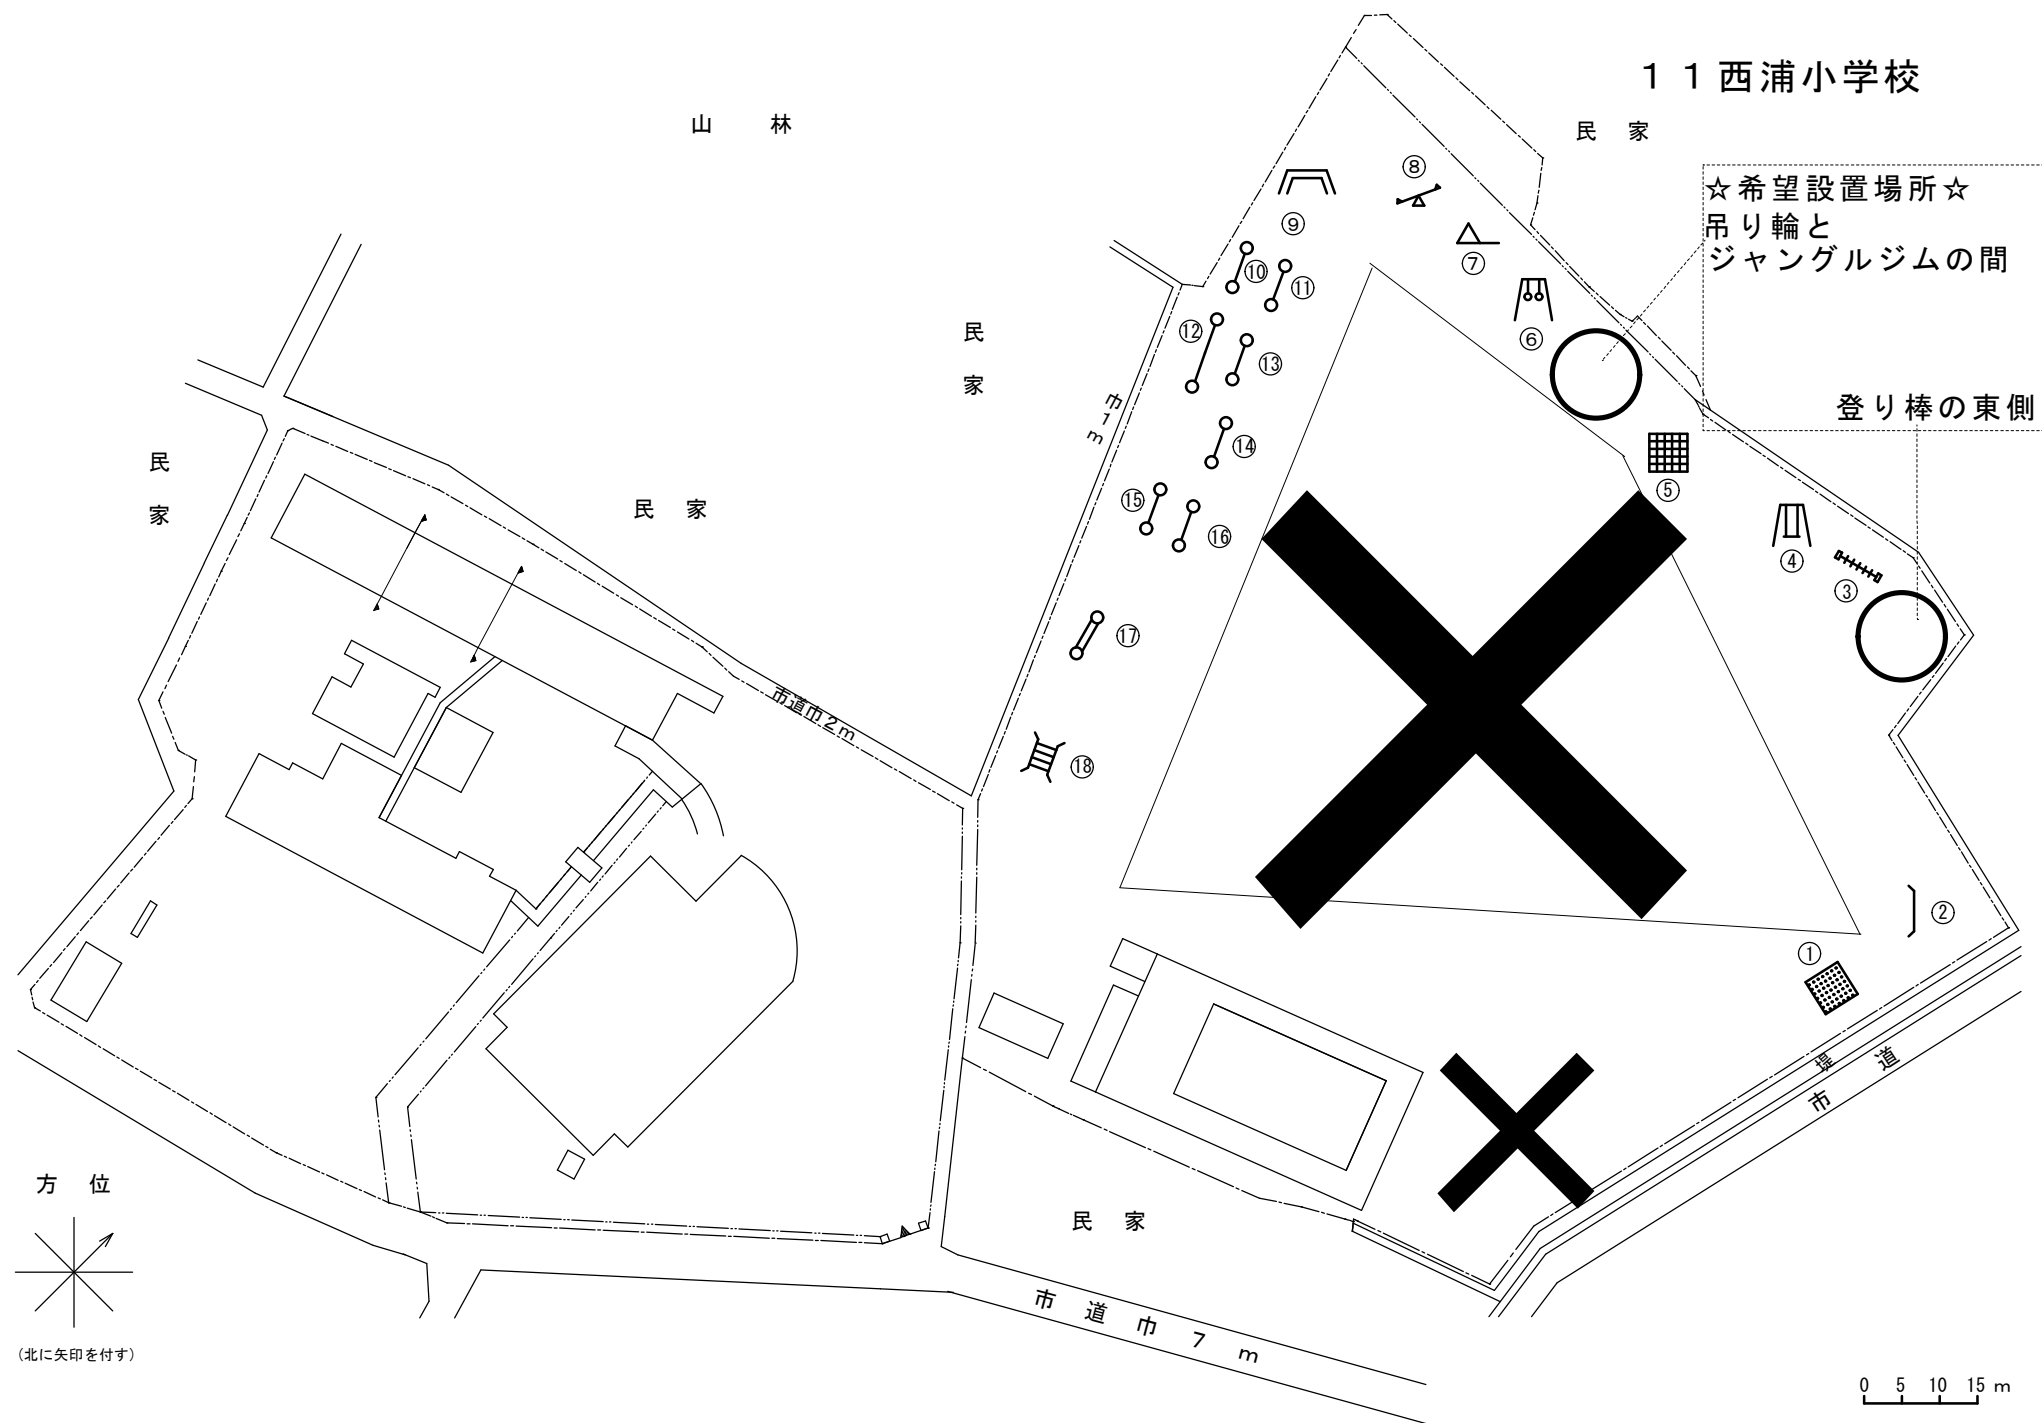 １１西浦小学校
山　林
民　家
☆希望設置場所☆
吊り輪と
ジャングルジムの間
登り棒の東側
⑧
⑨
⑦
⑩
⑪
⑥
⑫
⑬
民家
巾1m
⑭
⑤
⑮
⑯
④
③
民家
民　家
⑰
市道巾２ｍ
⑱
②
①
堤
市　道
民　家
市　道　巾　７　ｍ
方　位
(北に矢印を付す)
0 5 10 15 m